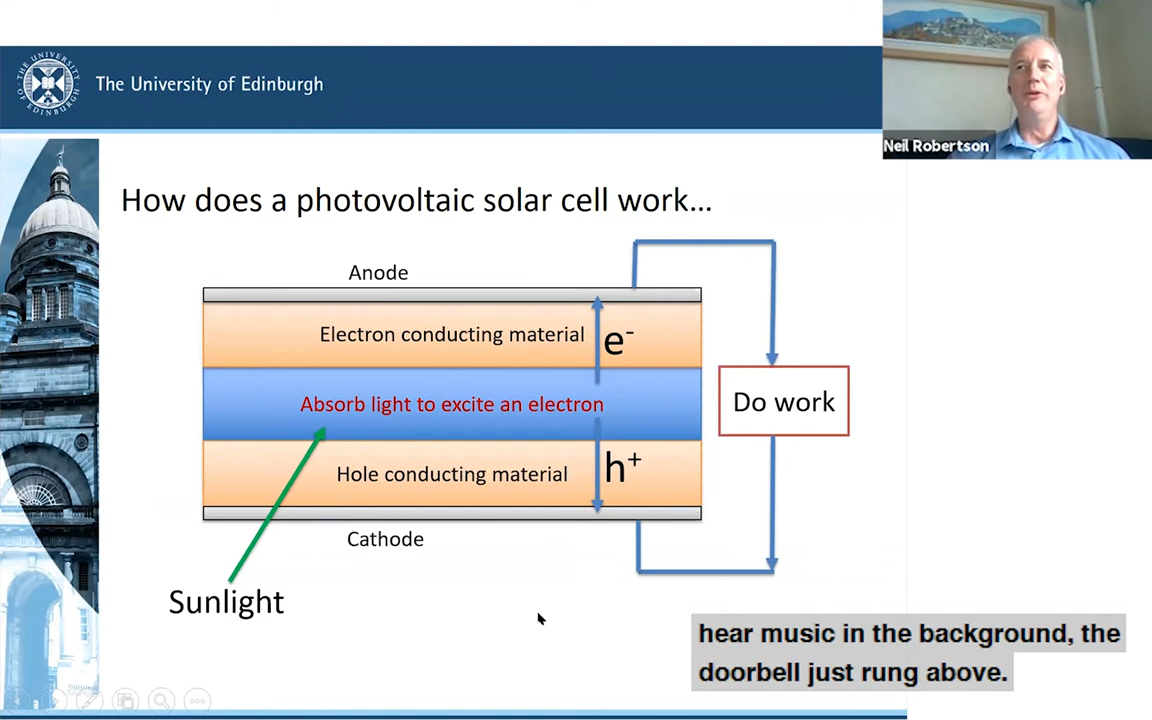 The University of Edinburgh
Neil Robertson
How does a photovoltaic solar cell work...
Anode
Electron conducting material
e⁻
Absorb light to excite an electron
Do work
Hole conducting material
h⁺
Cathode
Sunlight
hear music in the background, the
doorbell just rung above.